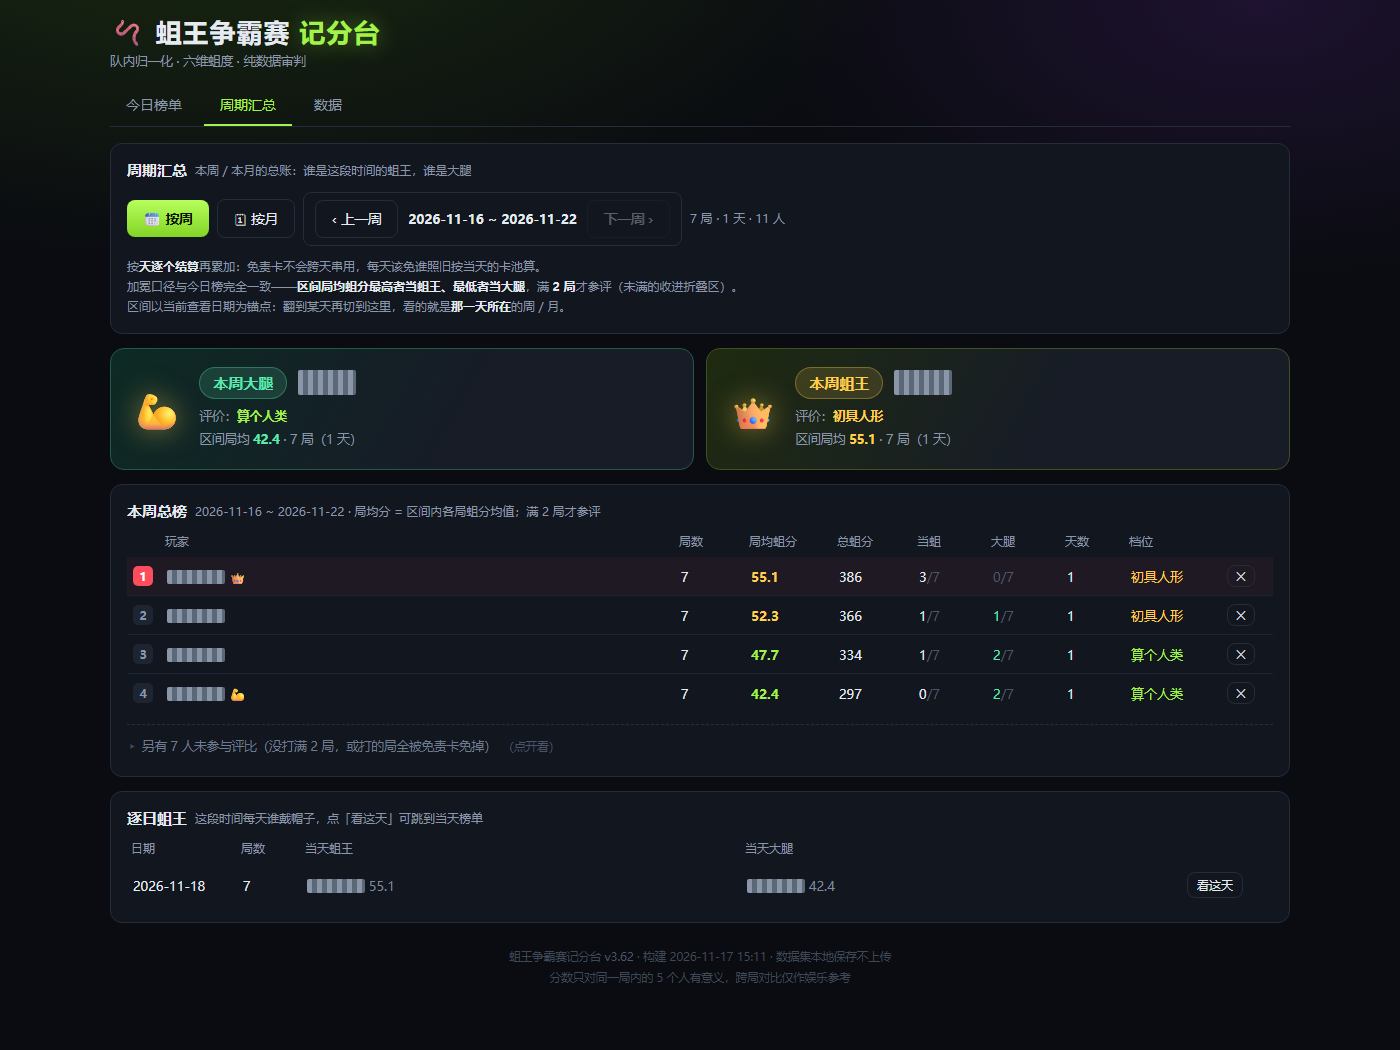 蛆王争霸赛 记分台
队内归一化 · 六维蛆度 · 纯数据审判
今日榜单 周期汇总 数据
周期汇总 本周 / 本月的总账：谁是这段时间的蛆王，谁是大腿
按周 按月 ‹ 上一周 2026-11-16 ~ 2026-11-22 下一周 › 7 局 · 1 天 · 11 人
按天逐个结算再累加：免责卡不会跨天串用，每天该免谁照旧按当天的卡池算。
加冕口径与今日榜完全一致——区间局均蛆分最高者当蛆王、最低者当大腿，满 2 局才参评（未满的收进折叠区）。
区间以当前查看日期为锚点：翻到某天再切到这里，看的就是那一天所在的周 / 月。
本周大腿
评价：算个人类
区间局均 42.4 · 7 局（1 天）
本周蛆王
评价：初具人形
区间局均 55.1 · 7 局（1 天）
本周总榜 2026-11-16 ~ 2026-11-22 · 局均分 = 区间内各局蛆分均值；满 2 局才参评
玩家 局数 局均蛆分 总蛆分 当蛆 大腿 天数 档位
1 7 55.1 386 3/7 0/7 1 初具人形 ×
2 7 52.3 366 1/7 1/7 1 初具人形 ×
3 7 47.7 334 1/7 2/7 1 算个人类 ×
4 7 42.4 297 0/7 2/7 1 算个人类 ×
▸ 另有 7 人未参与评比（没打满 2 局，或打的局全被免责卡免掉） （点开看）
逐日蛆王 这段时间每天谁戴帽子，点「看这天」可跳到当天榜单
日期 局数 当天蛆王 当天大腿
2026-11-18 7 55.1 42.4 看这天
蛆王争霸赛记分台 v3.62 · 构建 2026-11-17 15:11 · 数据集本地保存不上传
分数只对同一局内的 5 个人有意义，跨局对比仅作娱乐参考